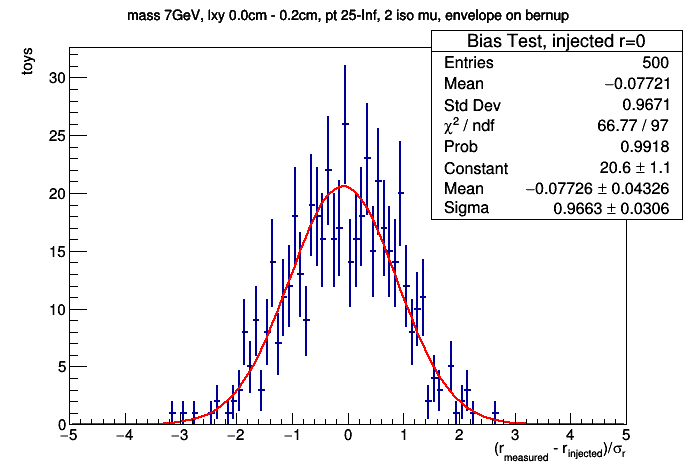 mass 7GeV, lxy 0.0cm - 0.2cm, pt 25-Inf, 2 iso mu, envelope on bernup
Bias Test, injected r=0
Entries 500
Mean −0.07721
Std Dev 0.9671
χ² / ndf 66.77 / 97
Prob 0.9918
Constant 20.6 ± 1.1
Mean −0.07726 ± 0.04326
Sigma 0.9663 ± 0.0306
toys
30
25
20
15
10
5
0
−5 −4 −3 −2 −1 0 1 2 3 4 5
(r_measured - r_injected)/σ_r